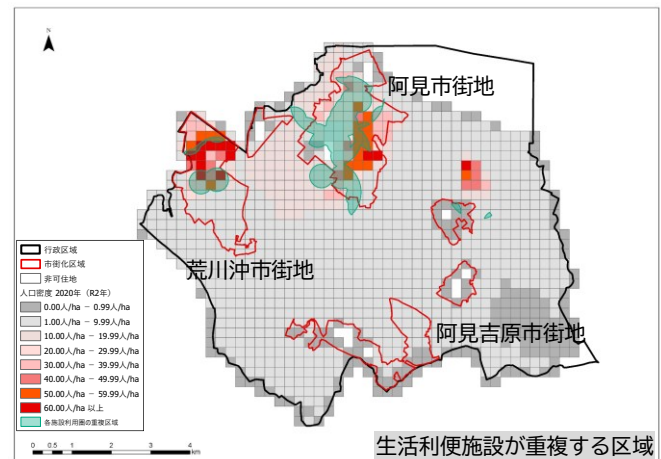 N
阿見市街地
荒川沖市街地
阿見吉原市街地
行政区域
市街化区域
非可住地
人口密度 2020年（R2年）
0.00人/ha － 0.99人/ha
1.00人/ha － 9.99人/ha
10.00人/ha － 19.99人/ha
20.00人/ha － 29.99人/ha
30.00人/ha － 39.99人/ha
40.00人/ha － 49.99人/ha
50.00人/ha － 59.99人/ha
60.00人/ha 以上
各施設利用圏の重複区域
0 0.5 1 2 3 4
km
生活利便施設が重複する区域